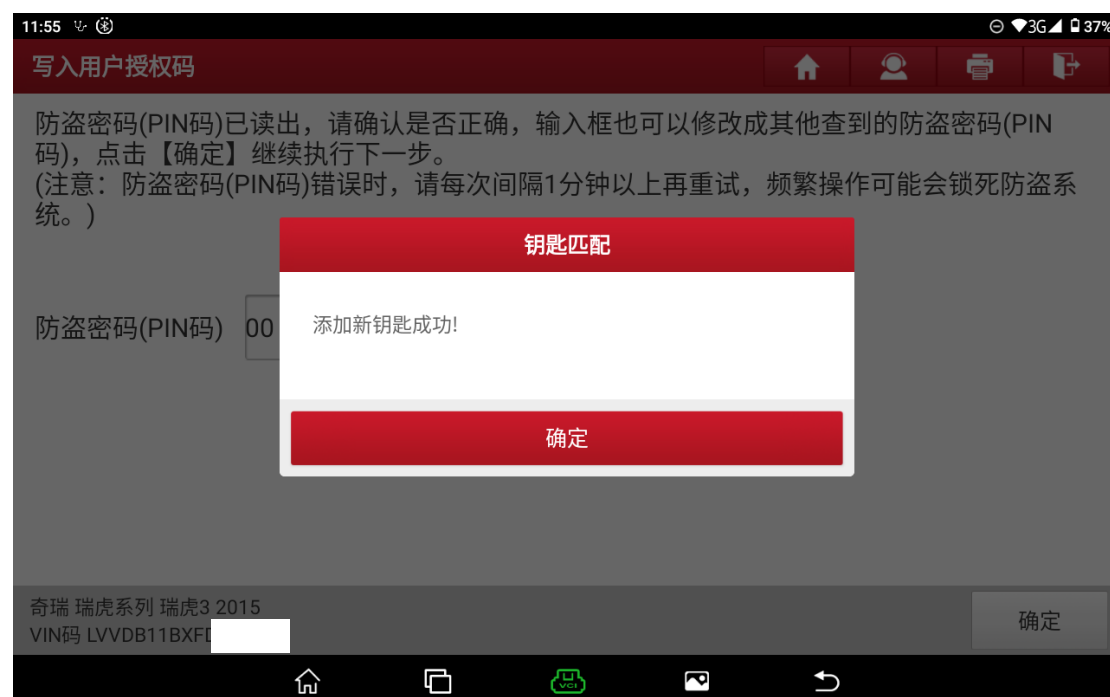 11:55 3G 37%
写入用户授权码
防盗密码(PIN码)已读出，请确认是否正确，输入框也可以修改成其他查到的防盗密码(PIN
码)，点击【确定】继续执行下一步。
(注意：防盗密码(PIN码)错误时，请每次间隔1分钟以上再重试，频繁操作可能会锁死防盗系
统。)
钥匙匹配
防盗密码(PIN码) 00
添加新钥匙成功!
确定
奇瑞 瑞虎系列 瑞虎3 2015
VIN码 LVVDB11BXF
确定
VCI